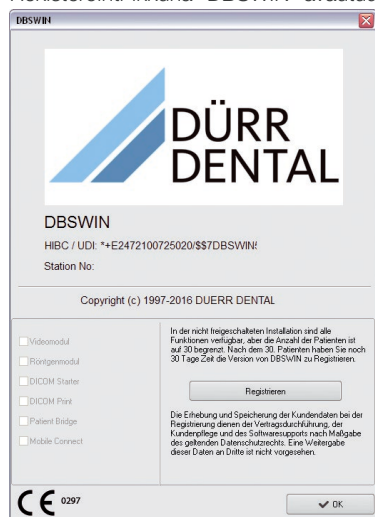 DBSWIN
DÜRR
DENTAL
DBSWIN
HIBC / UDI: *+E2472100725020/$$7DBSWIN
Station No:
Copyright (c) 1997-2016 DUERR DENTAL
Videomodul
Röntgenmodul
DICOM Starter
DICOM Print
Patient Bridge
Mobile Connect
In der nicht freigeschalteten Installation sind alle
Funktionen verfügbar, aber die Anzahl der Patienten ist
auf 30 begrenzt. Nach dem 30. Patienten haben Sie noch
30 Tage Zeit die Version von DBSWIN zu Registrieren.
Registrieren
Die Erhebung und Speicherung der Kundendaten bei der
Registrierung dienen der Vertragsdurchführung, der
Kundenpflege und des Softwaresupports nach Maßgabe
des geltenden Datenschutzrechts. Eine Weitergabe
dieser Daten an Dritte ist nicht vorgesehen.
CE 0297
OK